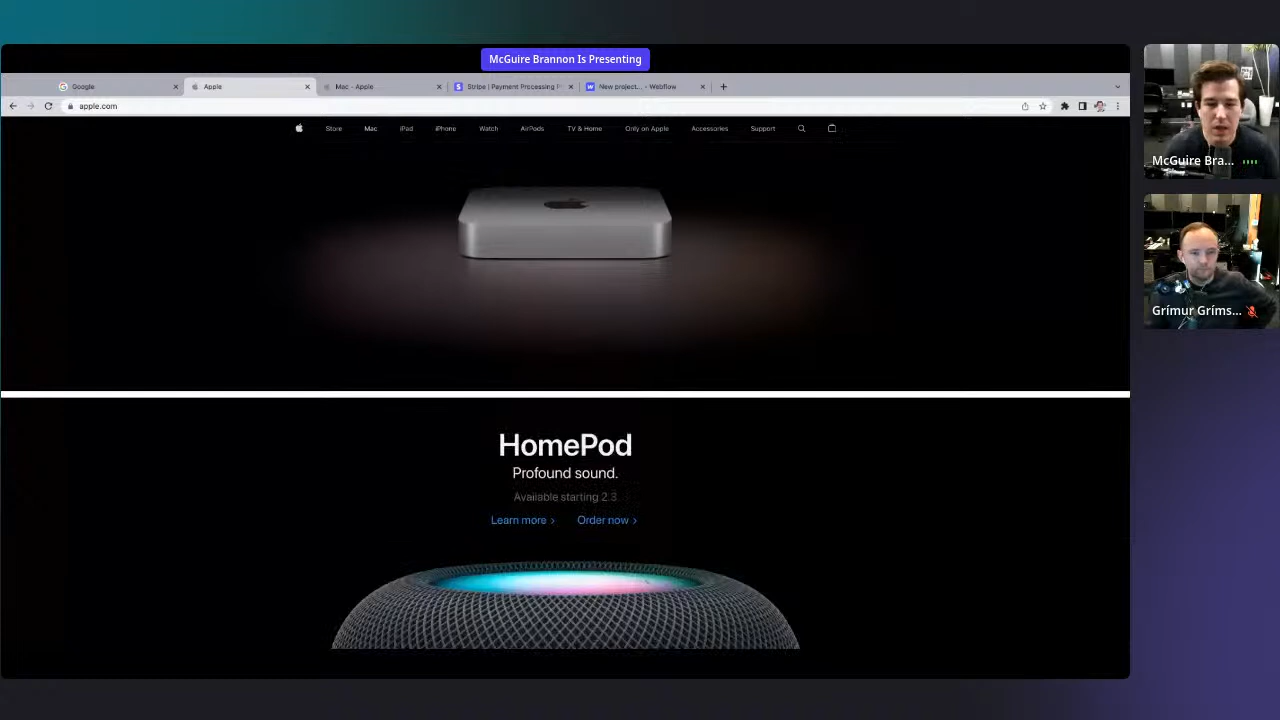 McGuire Brannon Is Presenting
Google
Apple
Mac - Apple
Stripe | Payment Processing
New project... - Webflow
apple.com
Store Mac iPad iPhone Watch AirPods TV & Home Only on Apple Accessories Support
McGuire Bra...
Grímur Gríms...
HomePod
Profound sound.
Available starting 2.3.
Learn more > Order now >